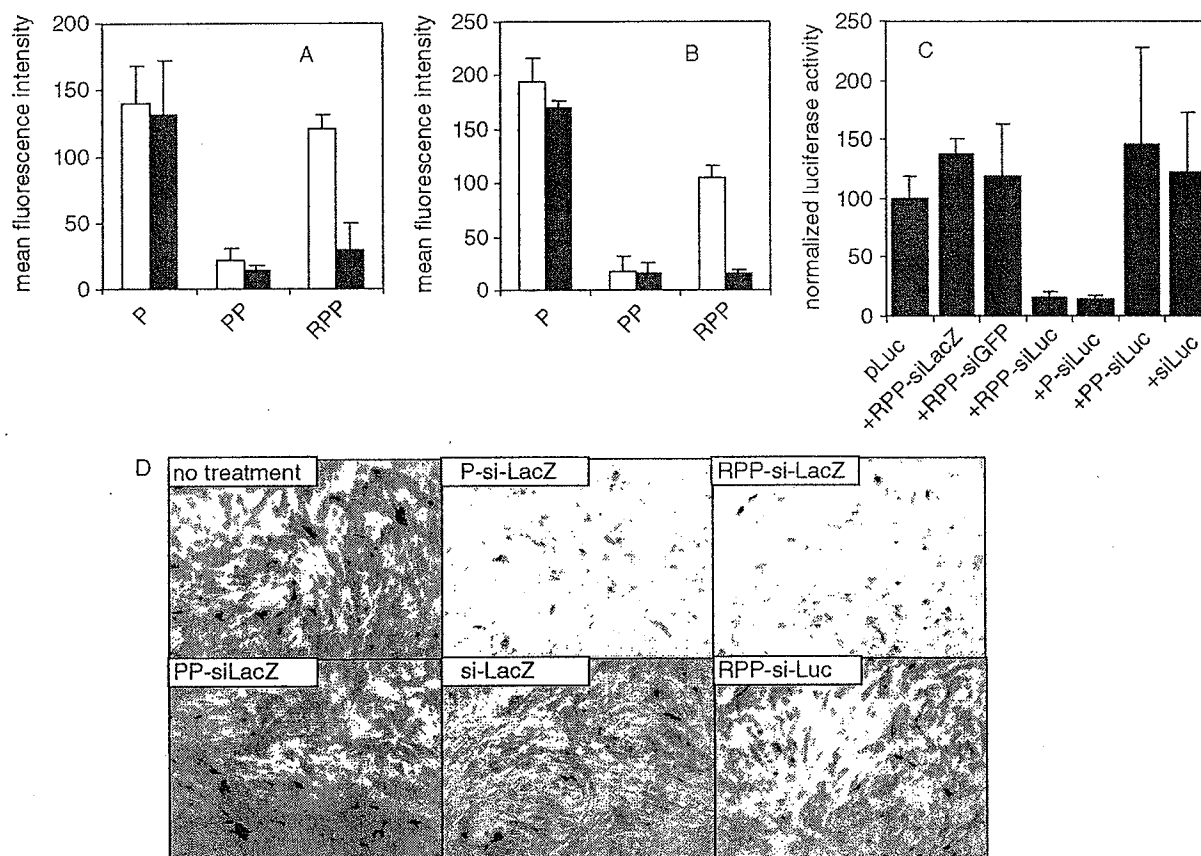 mean fluorescence intensity
200
150
100
50
0
A
P
PP
RPP
mean fluorescence intensity
250
200
150
100
50
0
B
P
PP
RPP
normalized luciferase activity
250
200
150
100
50
0
C
pLuc
+RPP-siLacZ
+RPP-siGFP
+RPP-siLuc
+P-siLuc
+PP-siLuc
+siLuc
D
no treatment
P-si-LacZ
RPP-si-LacZ
PP-siLacZ
si-LacZ
RPP-si-Luc